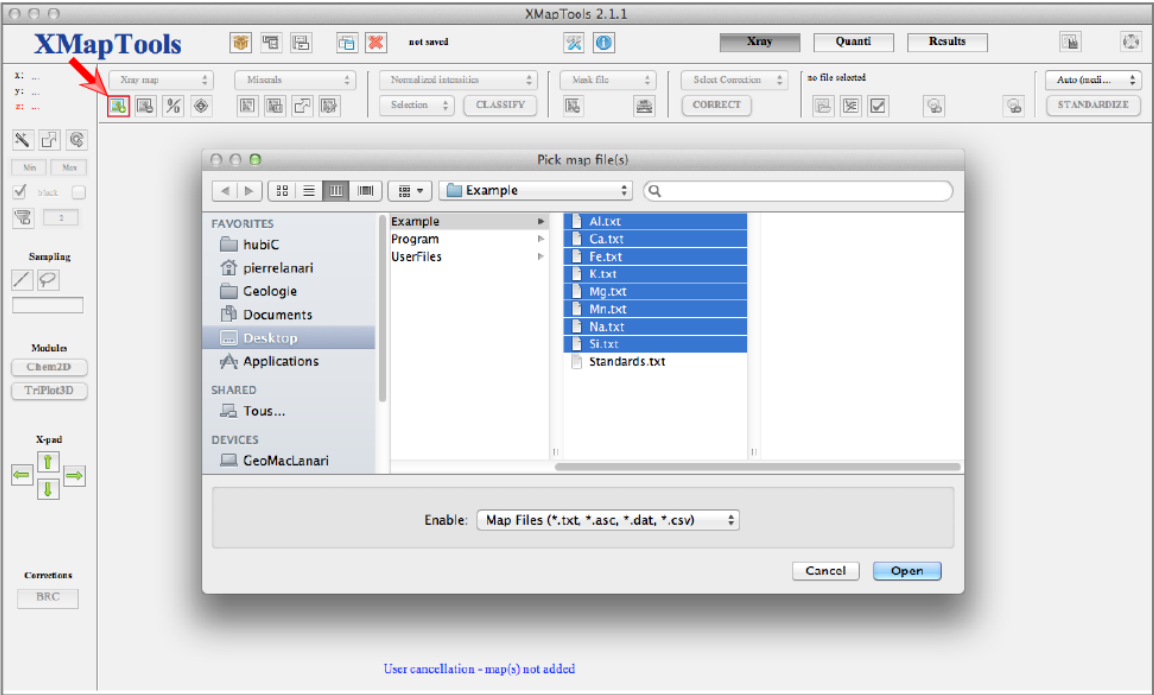 XMapTools 2.1.1
XMapTools
not saved
Xray
Quanti
Results
X: ...
y: ...
z: ...
Xray map
Minerals
Normalized intensities
Mask file
Select Correction
no file selected
Auto (medi...
Selection
CLASSIFY
CORRECT
STANDARDIZE
Min
Max
black
2
Sampling
Modules
Chem2D
TriPlot3D
X-pad
Corrections
BRC
Pick map file(s)
Example
FAVORITES
hubiC
pierrelanari
Geologie
Documents
Desktop
Applications
SHARED
Tous...
DEVICES
GeoMacLanari
Example
Program
UserFiles
Al.txt
Ca.txt
Fe.txt
K.txt
Mg.txt
Mn.txt
Na.txt
Si.txt
Standards.txt
Enable: Map Files (*.txt, *.asc, *.dat, *.csv)
Cancel
Open
User cancellation - map(s) not added